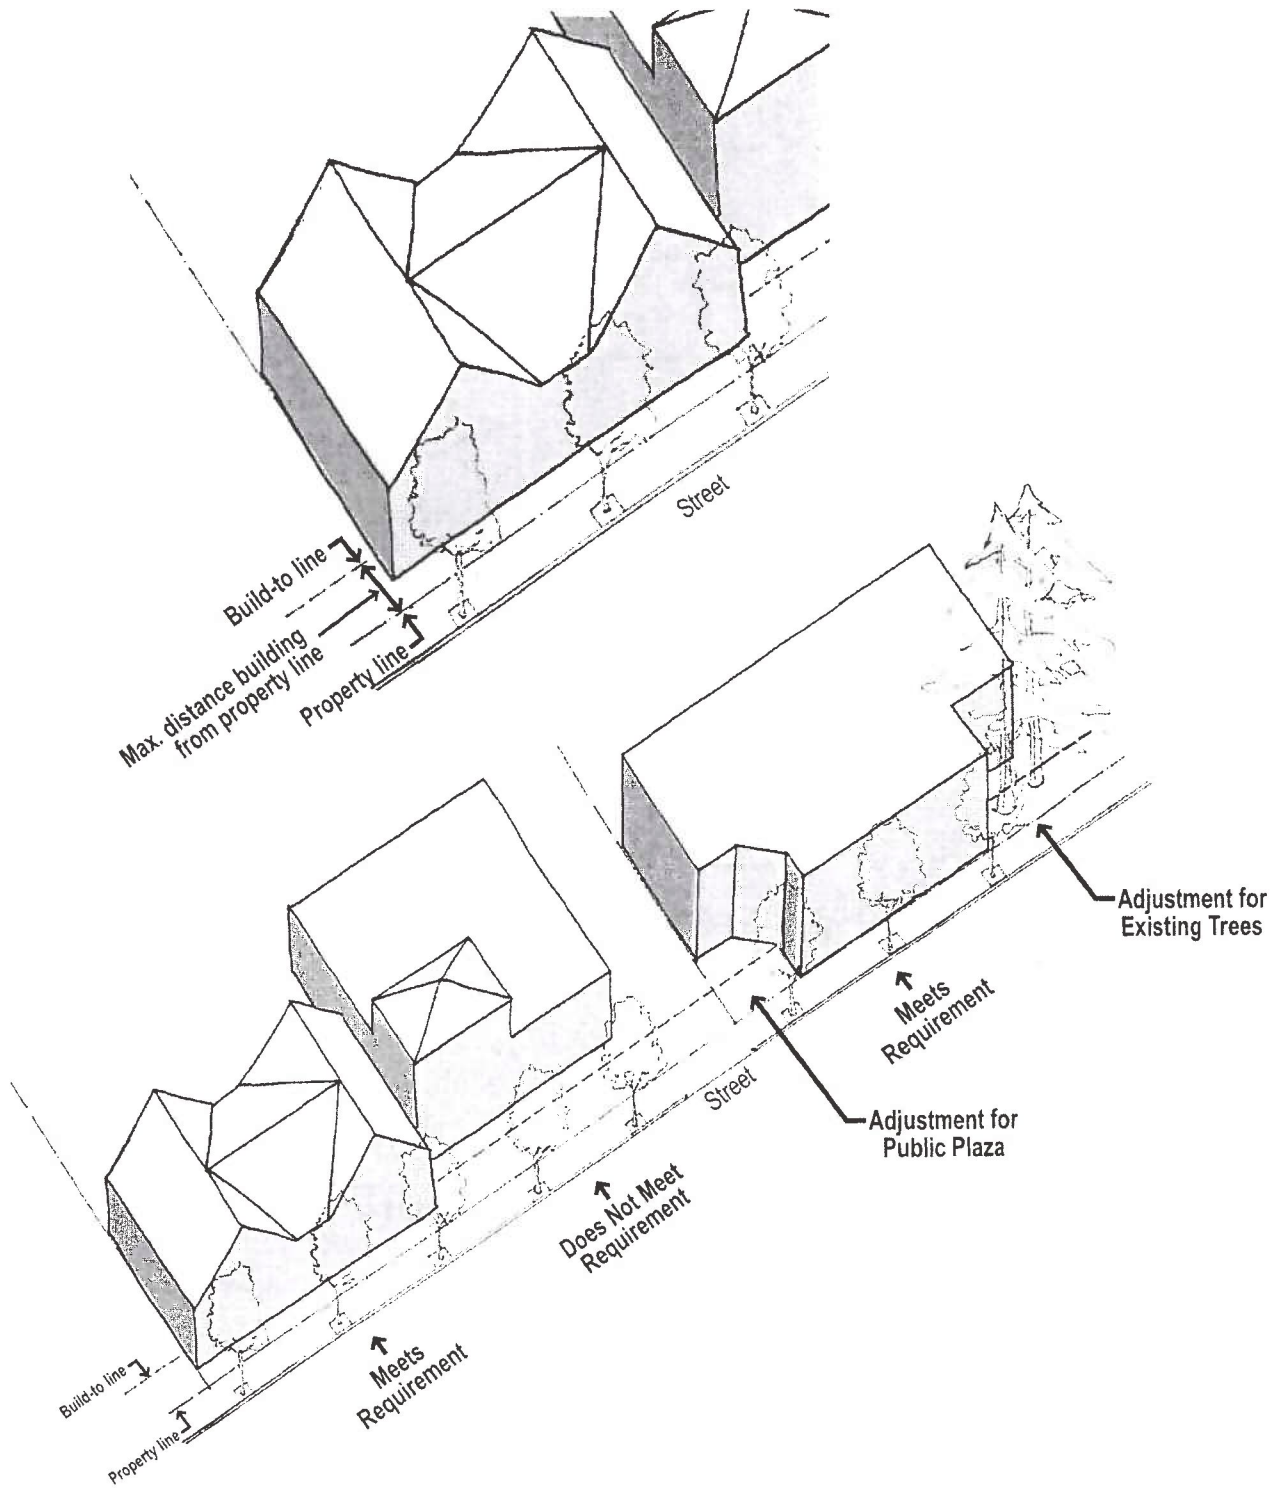 Street
Build-to line
Max. distance building
from property line
Property line
Adjustment for
Existing Trees
Meets
Requirement
Street
Adjustment for
Public Plaza
Does Not Meet
Requirement
Meets
Requirement
Build-to line
Property line